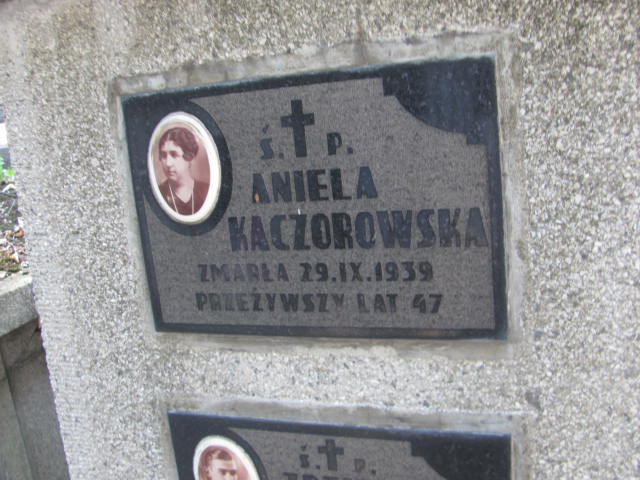 Ś. P.
ANIELA
KACZOROWSKA
ZMARŁA 29.IX.1939
PRZEŻYWSZY LAT 47
Ś. P.